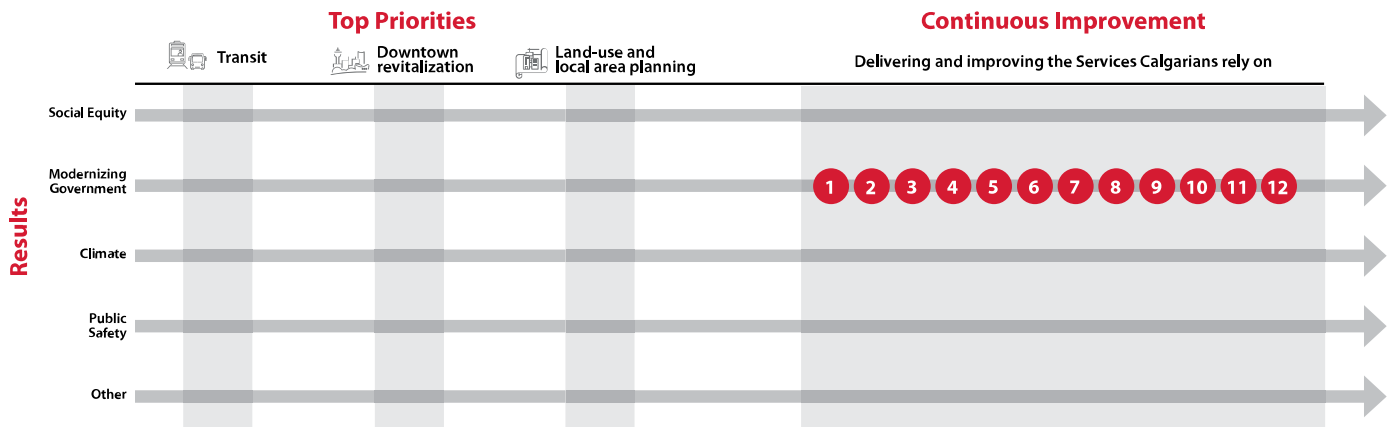 Top Priorities
Continuous Improvement
Transit
Downtown
revitalization
Land-use and
local area planning
Delivering and improving the Services Calgarians rely on
Results
Social Equity
Modernizing
Government
1 2 3 4 5 6 7 8 9 10 11 12
Climate
Public
Safety
Other